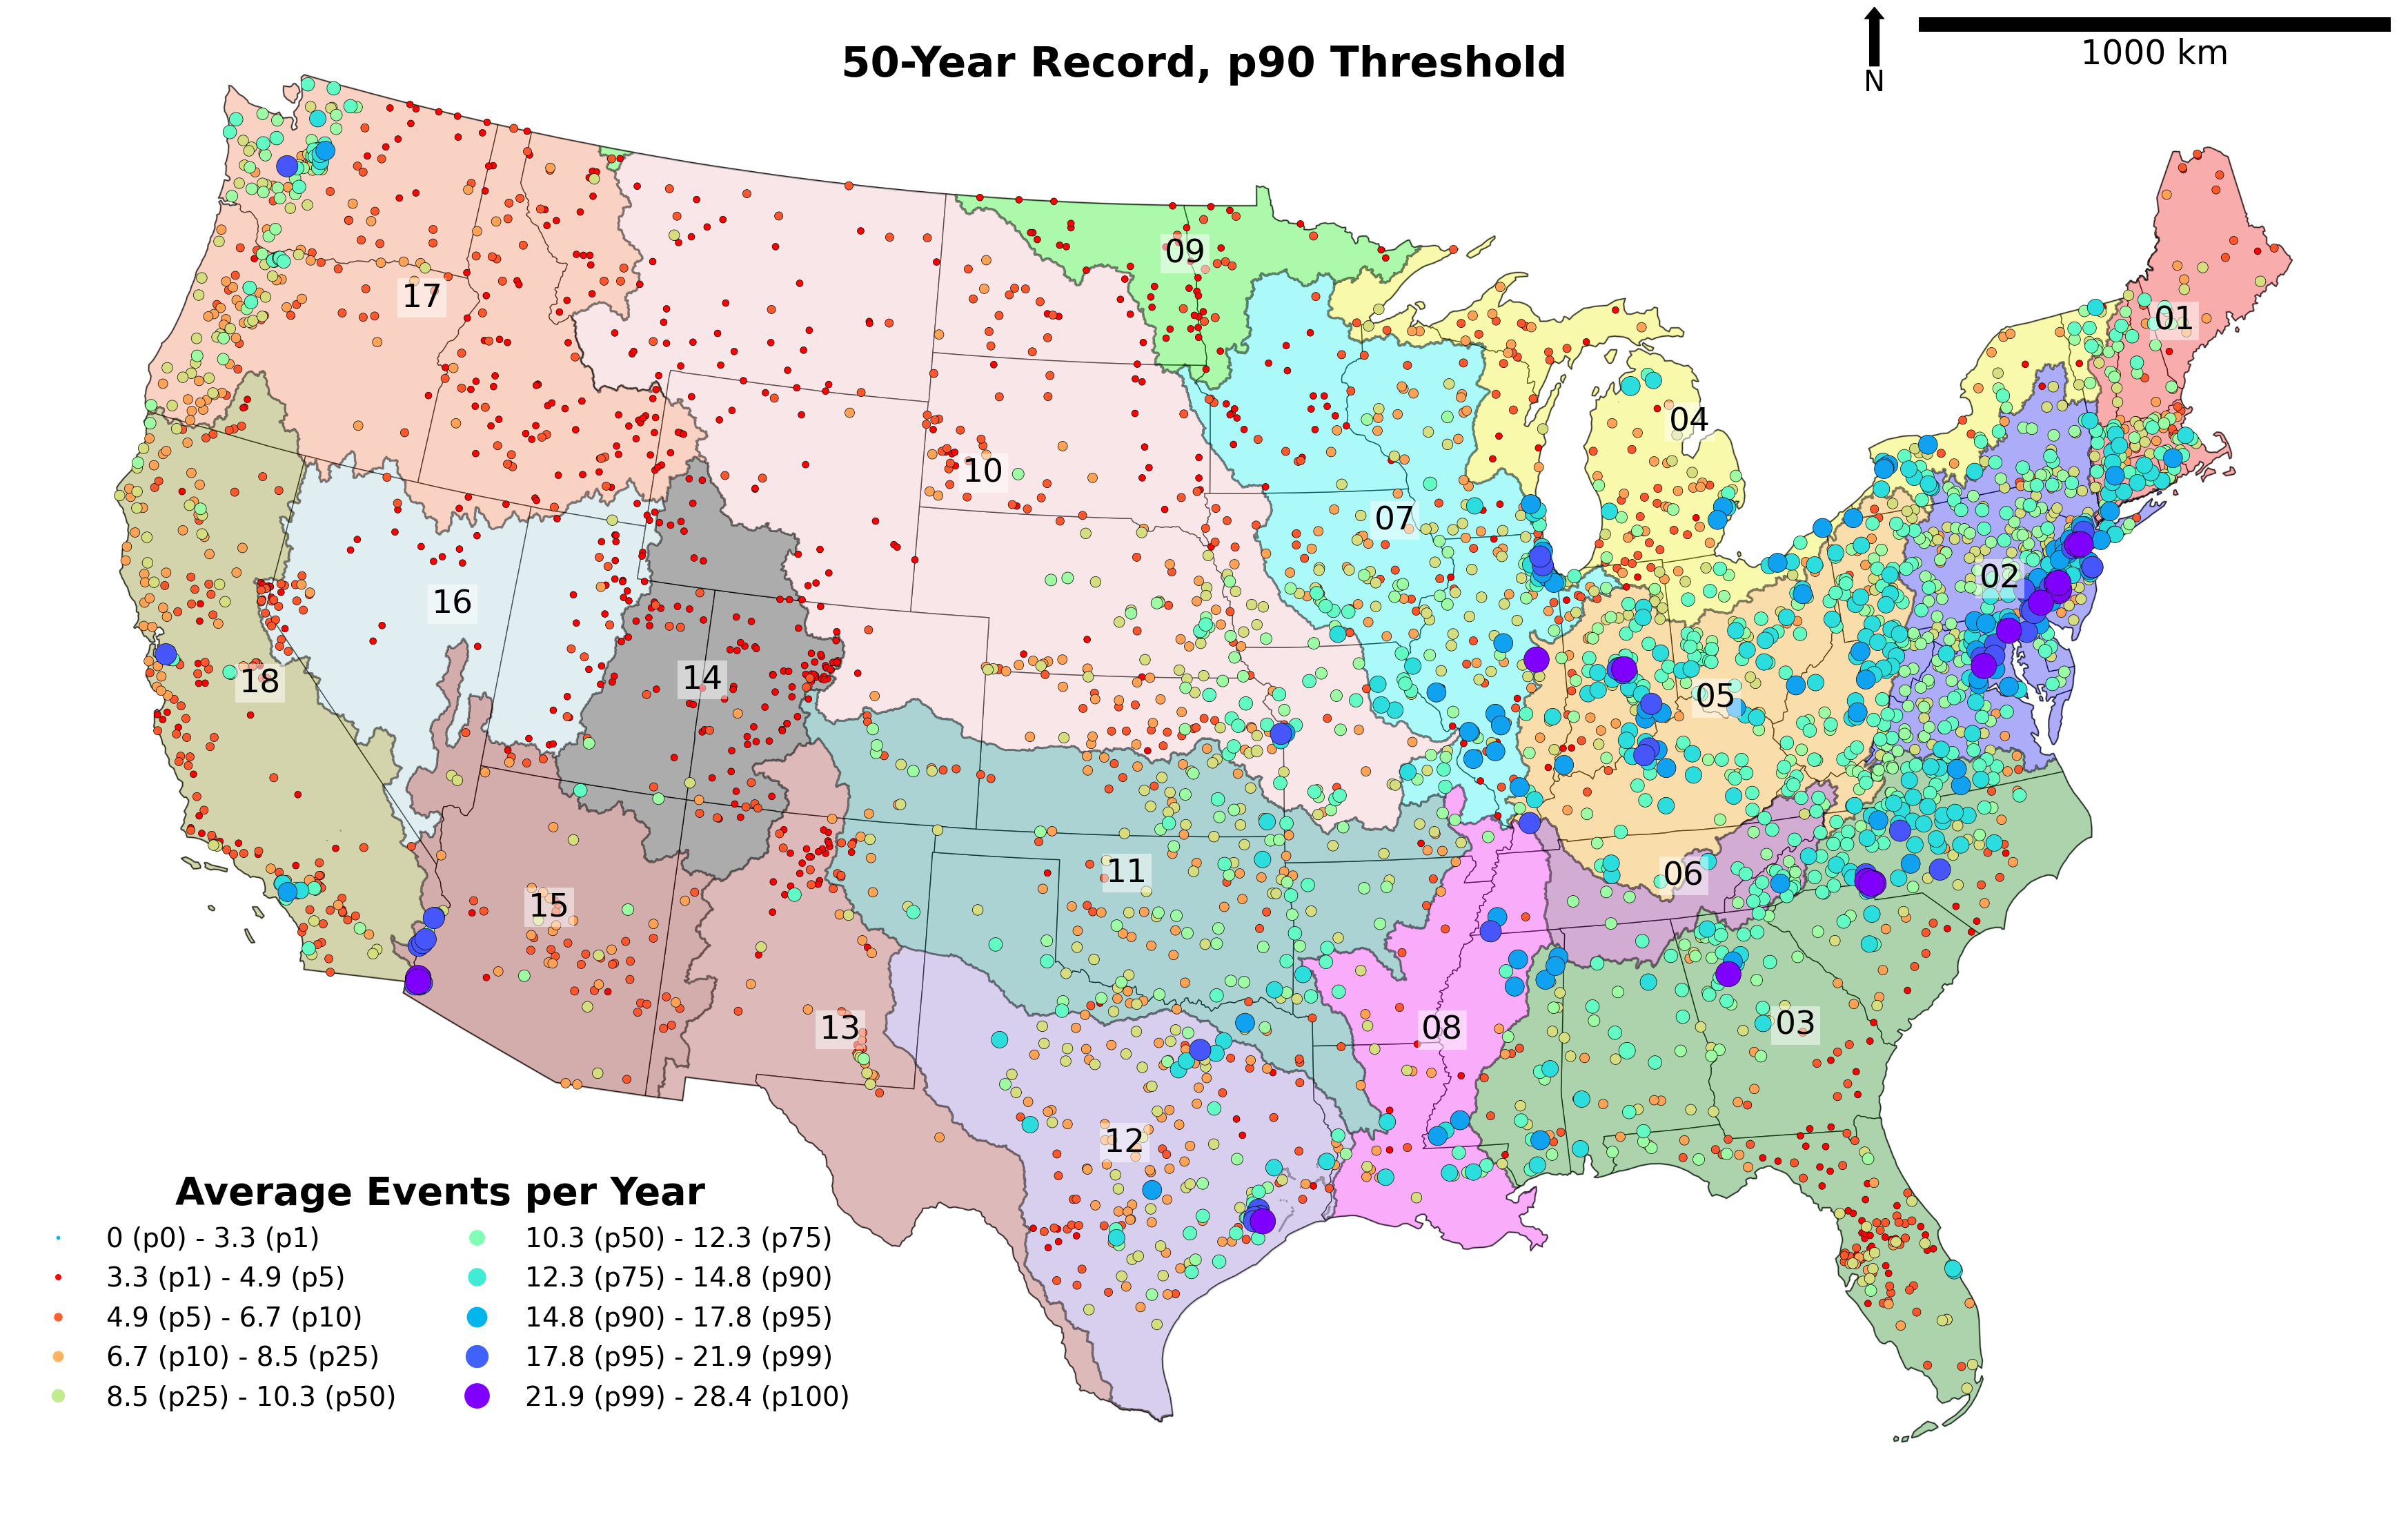 50-Year Record, p90 Threshold
N
1000 km
09
01
17
04
10
07
02
16
18
14
05
11
06
15
13
08
03
12
Average Events per Year
0 (p0) - 3.3 (p1)
3.3 (p1) - 4.9 (p5)
4.9 (p5) - 6.7 (p10)
6.7 (p10) - 8.5 (p25)
8.5 (p25) - 10.3 (p50)
10.3 (p50) - 12.3 (p75)
12.3 (p75) - 14.8 (p90)
14.8 (p90) - 17.8 (p95)
17.8 (p95) - 21.9 (p99)
21.9 (p99) - 28.4 (p100)